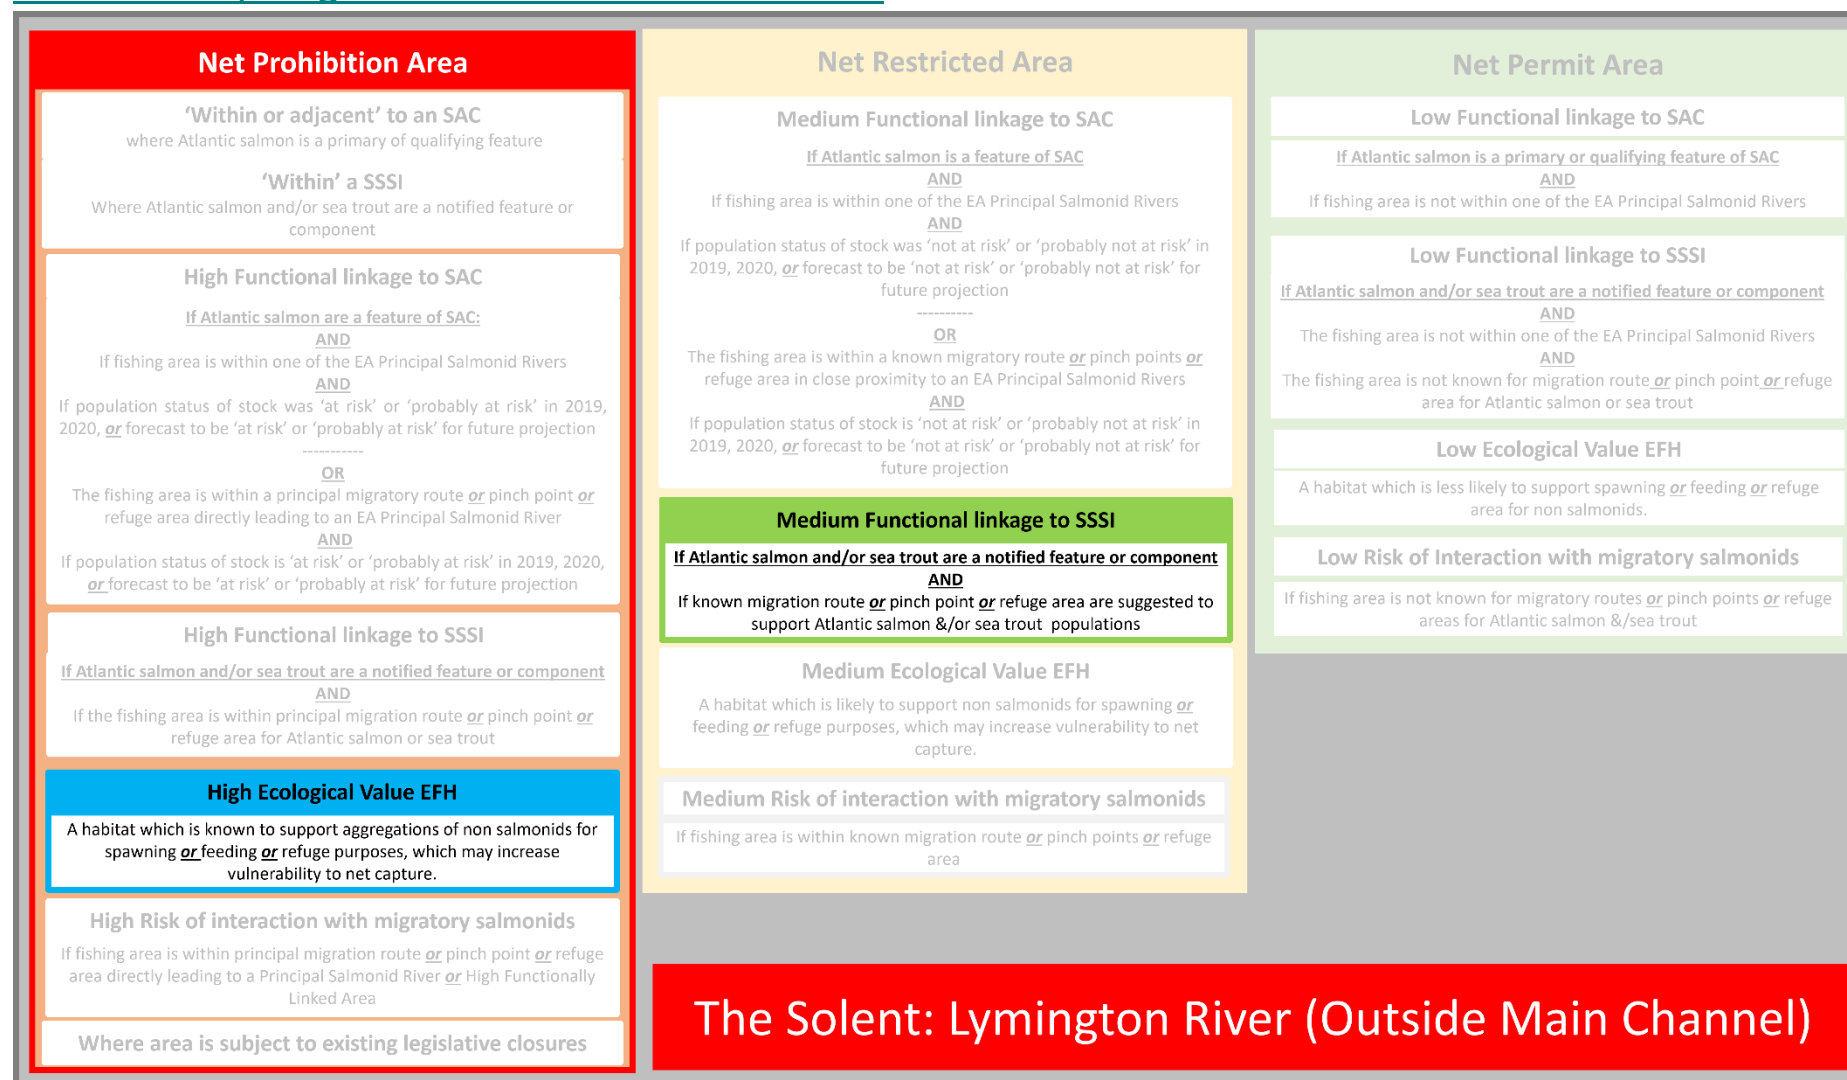 Net Prohibition Area
'Within or adjacent' to an SAC
where Atlantic salmon is a primary of qualifying feature
'Within' a SSSI
Where Atlantic salmon and/or sea trout are a notified feature or
component
High Functional linkage to SAC
If Atlantic salmon are a feature of SAC:
AND
If fishing area is within one of the EA Principal Salmonid Rivers
AND
If population status of stock was 'at risk' or 'probably at risk' in 2019,
2020, or forecast to be 'at risk' or 'probably at risk' for future projection
-----------
OR
The fishing area is within a principal migratory route or pinch point or
refuge area directly leading to an EA Principal Salmonid River
AND
If population status of stock is 'at risk' or 'probably at risk' in 2019, 2020,
or forecast to be 'at risk' or 'probably at risk' for future projection
High Functional linkage to SSSI
If Atlantic salmon and/or sea trout are a notified feature or component
AND
If the fishing area is within principal migration route or pinch point or
refuge area for Atlantic salmon or sea trout
High Ecological Value EFH
A habitat which is known to support aggregations of non salmonids for
spawning or feeding or refuge purposes, which may increase
vulnerability to net capture.
High Risk of interaction with migratory salmonids
If fishing area is within principal migration route or pinch point or refuge
area directly leading to a Principal Salmonid River or High Functionally
Linked Area
Where area is subject to existing legislative closures
Net Restricted Area
Medium Functional linkage to SAC
If Atlantic salmon is a feature of SAC
AND
If fishing area is within one of the EA Principal Salmonid Rivers
AND
If population status of stock was 'not at risk' or 'probably not at risk' in
2019, 2020, or forecast to be 'not at risk' or 'probably not at risk' for
future projection
----------
OR
The fishing area is within a known migratory route or pinch points or
refuge area in close proximity to an EA Principal Salmonid Rivers
AND
If population status of stock is 'not at risk' or 'probably not at risk' in
2019, 2020, or forecast to be 'not at risk' or 'probably not at risk' for
future projection
Medium Functional linkage to SSSI
If Atlantic salmon and/or sea trout are a notified feature or component
AND
If known migration route or pinch point or refuge area are suggested to
support Atlantic salmon &/or sea trout populations
Medium Ecological Value EFH
A habitat which is likely to support non salmonids for spawning or
feeding or refuge purposes, which may increase vulnerability to net
capture.
Medium Risk of interaction with migratory salmonids
If fishing area is within known migration route or pinch points or refuge
area
Net Permit Area
Low Functional linkage to SAC
If Atlantic salmon is a primary or qualifying feature of SAC
AND
If fishing area is not within one of the EA Principal Salmonid Rivers
Low Functional linkage to SSSI
If Atlantic salmon and/or sea trout are a notified feature or component
AND
The fishing area is not within one of the EA Principal Salmonid Rivers
AND
The fishing area is not known for migration route or pinch point or refuge
area for Atlantic salmon or sea trout
Low Ecological Value EFH
A habitat which is less likely to support spawning or feeding or refuge
area for non salmonids.
Low Risk of Interaction with migratory salmonids
If fishing area is not known for migratory routes or pinch points or refuge
areas for Atlantic salmon &/sea trout
The Solent: Lymington River (Outside Main Channel)